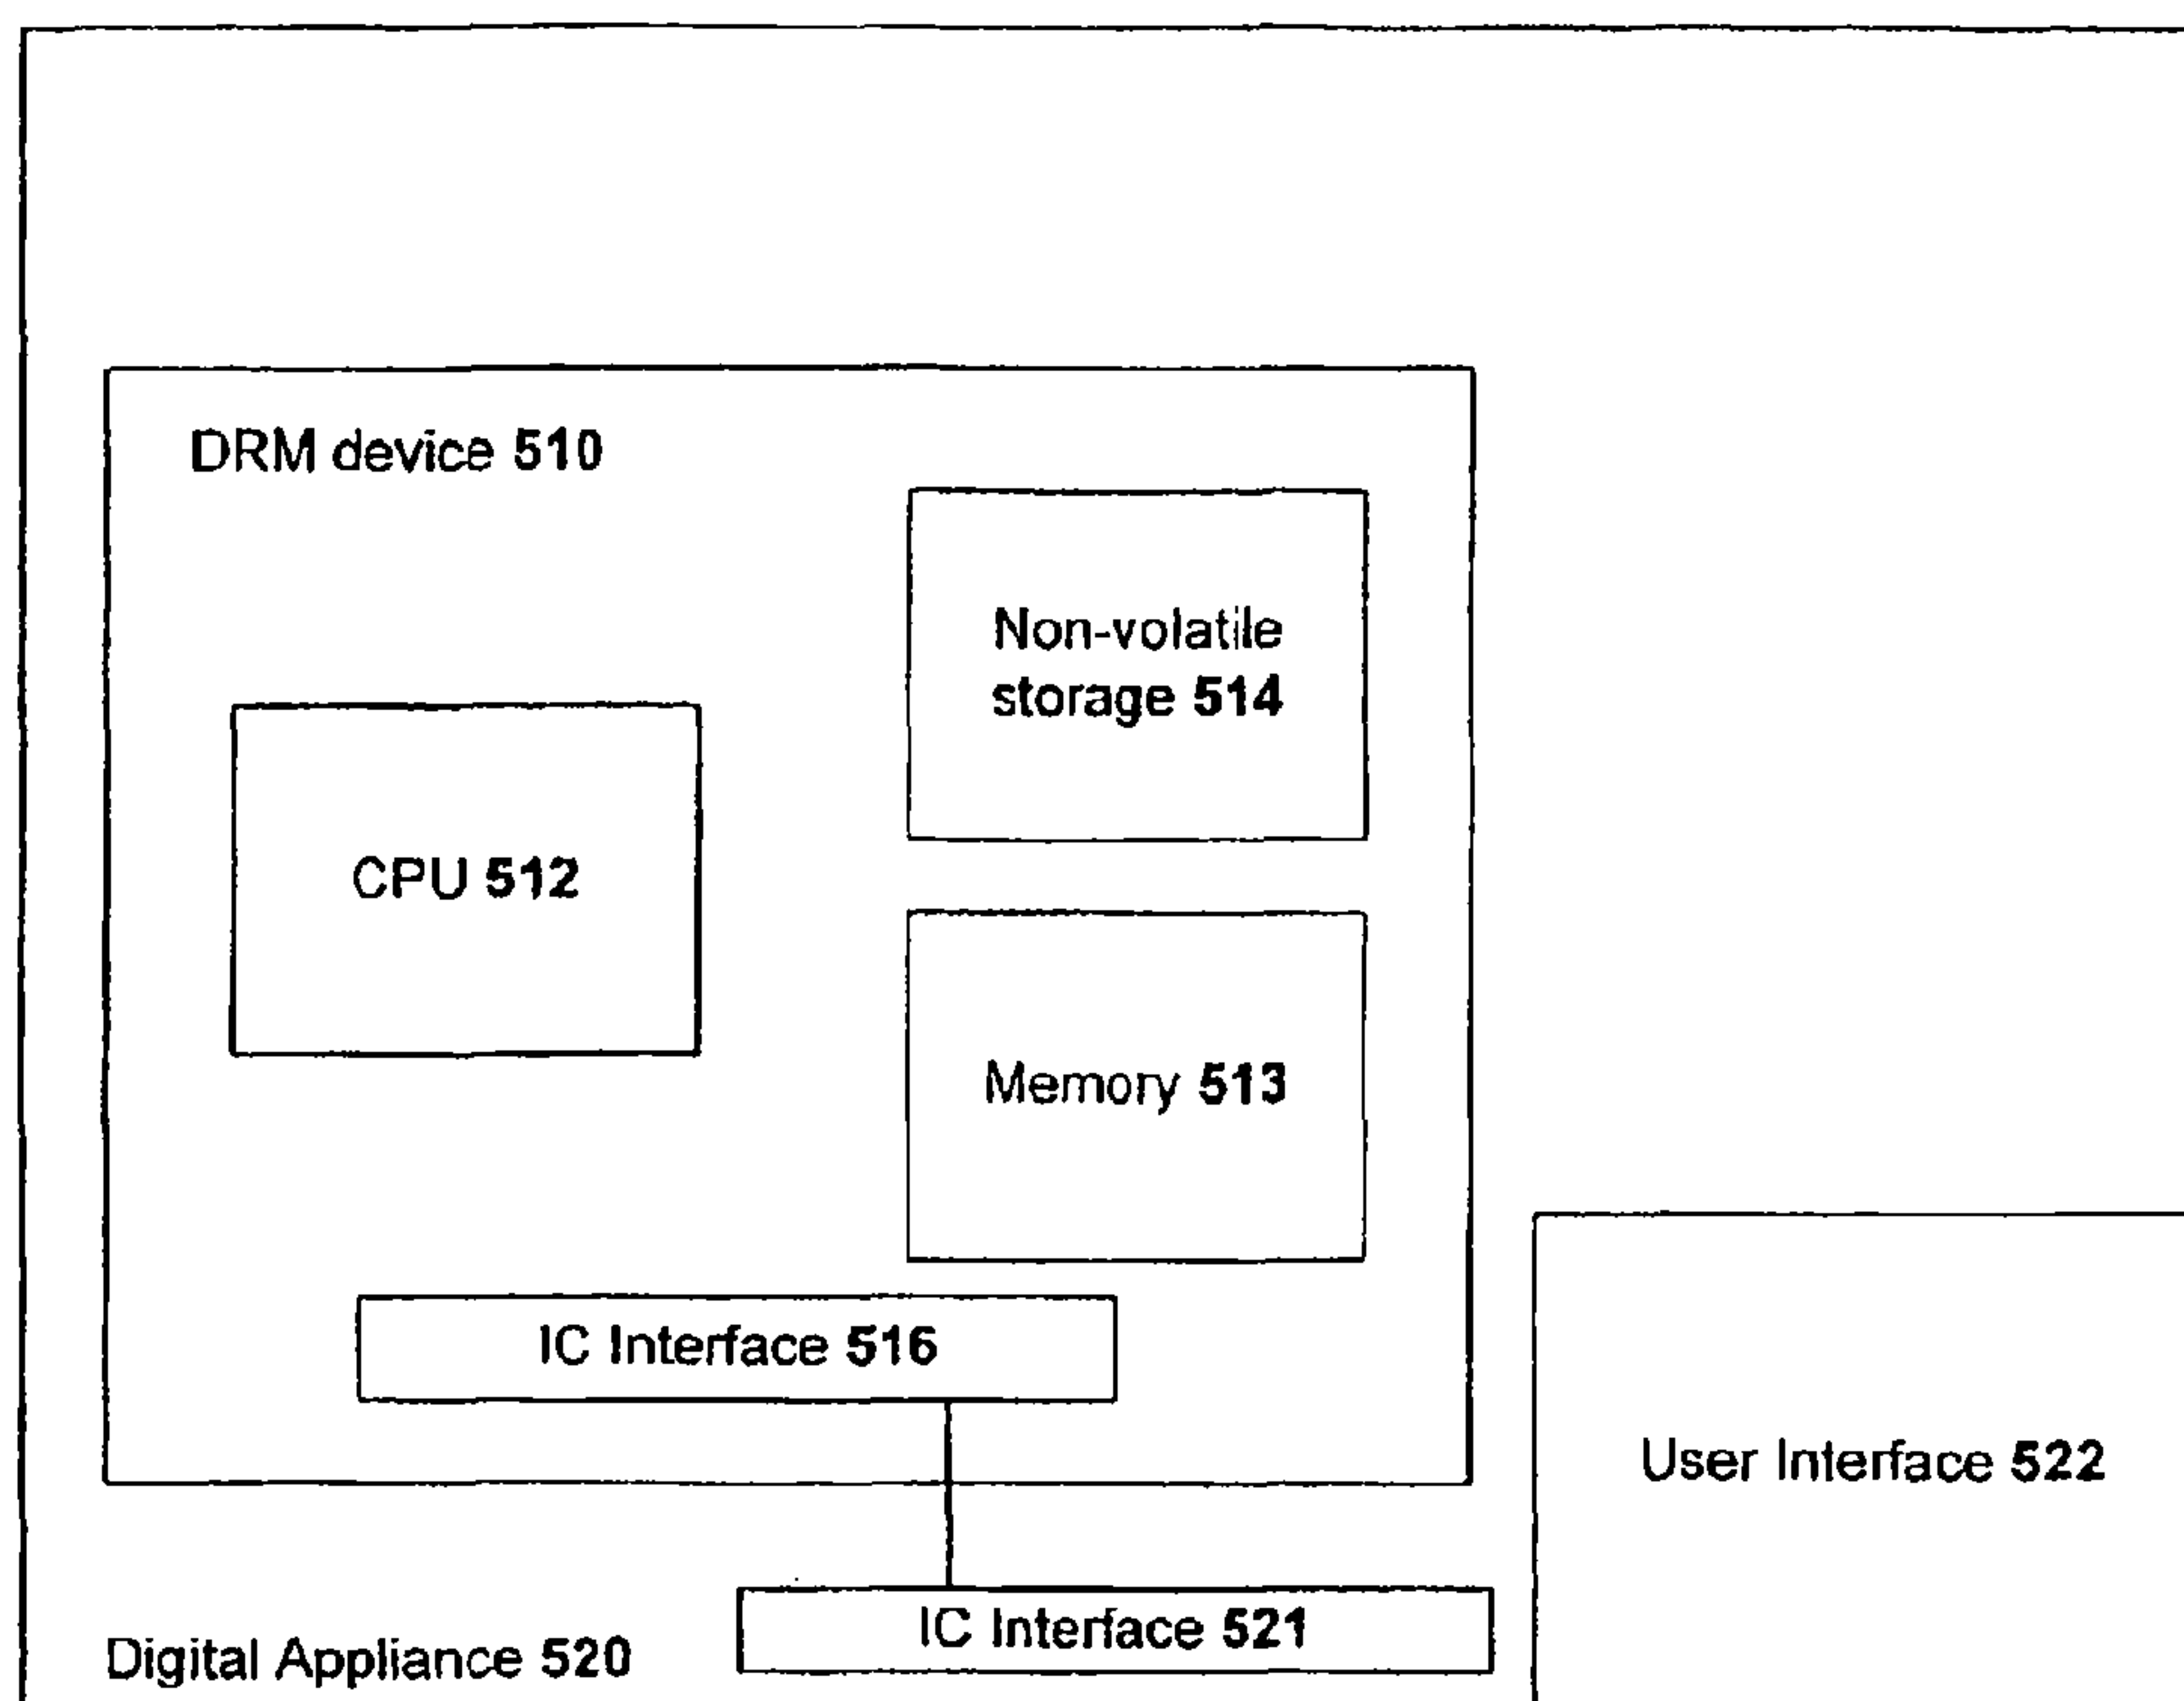 DRM device 510
Non-volatile
storage 514
CPU 512
Memory 513
IC Interface 516
User Interface 522
IC Interface 521
Digital Appliance 520